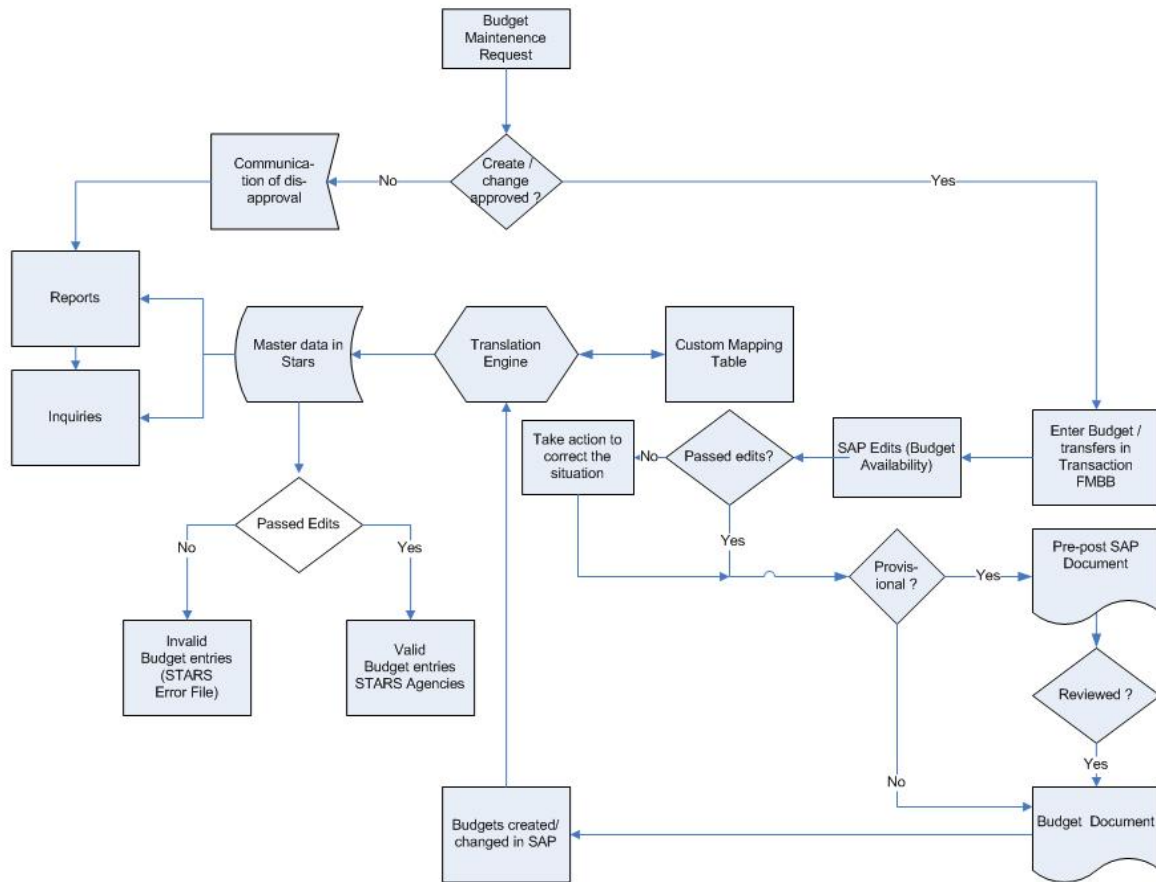 Budget
Maintenence
Request
Create /
change
approved ?
No
Yes
Communica-
tion of dis-
approval
Reports
Inquiries
Master data in
Stars
Translation
Engine
Custom Mapping
Table
Take action to
correct the
situation
No
Passed edits?
SAP Edits (Budget
Availability)
Enter Budget /
transfers in
Transaction
FMBB
Yes
Passed Edits
No
Yes
Provis-
ional ?
Yes
Pre-post SAP
Document
Invalid
Budget entries
(STARS
Error File)
Valid
Budget entries
STARS Agencies
Reviewed ?
Yes
No
Budgets created/
changed in SAP
Budget Document